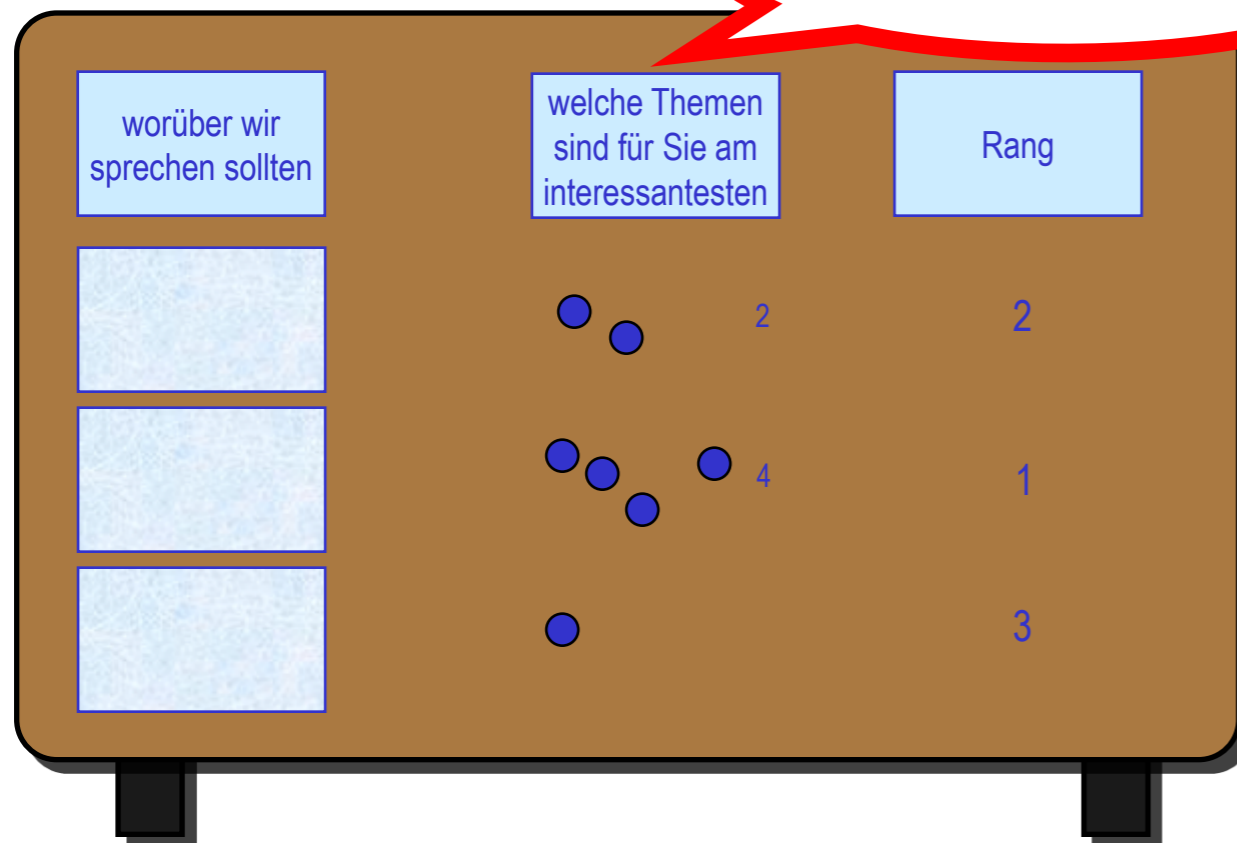 worüber wir
sprechen sollten
welche Themen
sind für Sie am
interessantesten
Rang
2
2
4
1
3